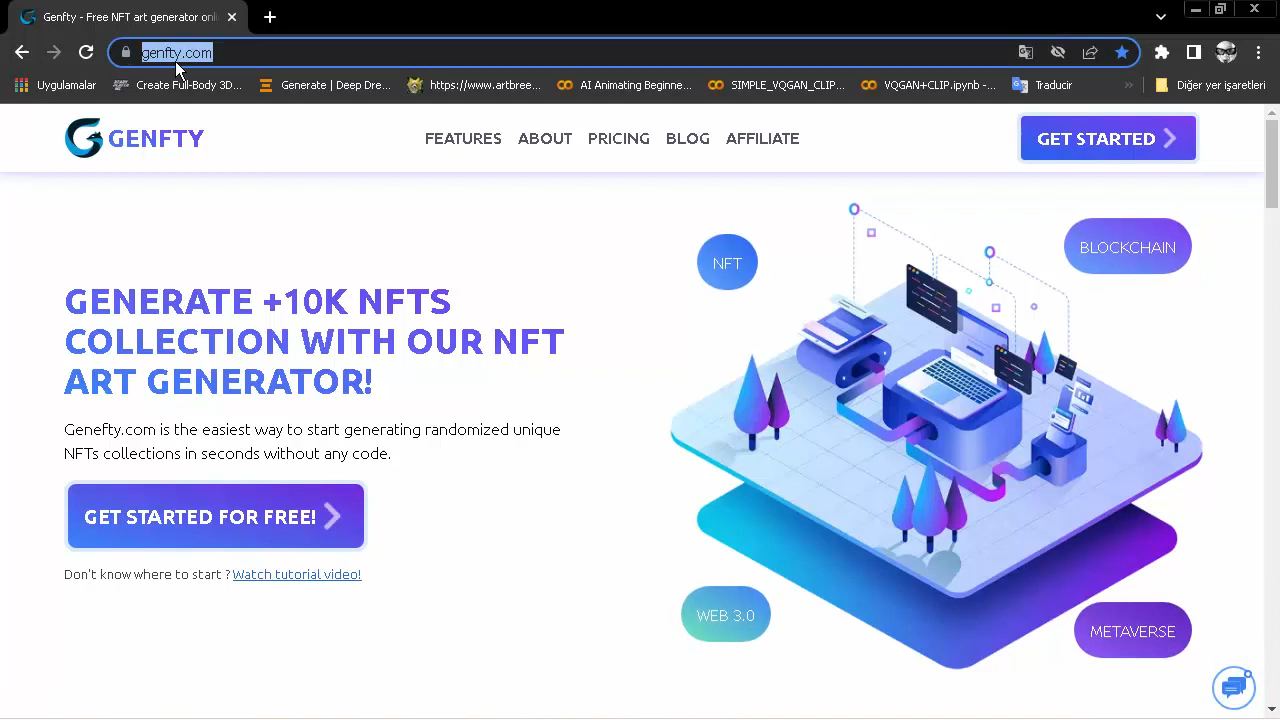 Genfty - Free NFT art generator onli
genfty.com
Uygulamalar
Create Full-Body 3D...
Generate | Deep Dre...
https://www.artbree...
AI Animating Beginne...
SIMPLE_VQGAN_CLIP...
VQGAN+CLIP.ipynb -...
Traducir
»
Diğer yer işaretleri
GENFTY
FEATURES
ABOUT
PRICING
BLOG
AFFILIATE
GET STARTED
GENERATE +10K NFTS
COLLECTION WITH OUR NFT
ART GENERATOR!
Genefty.com is the easiest way to start generating randomized unique
NFTs collections in seconds without any code.
GET STARTED FOR FREE!
Don't know where to start ? Watch tutorial video!
NFT
BLOCKCHAIN
WEB 3.0
METAVERSE